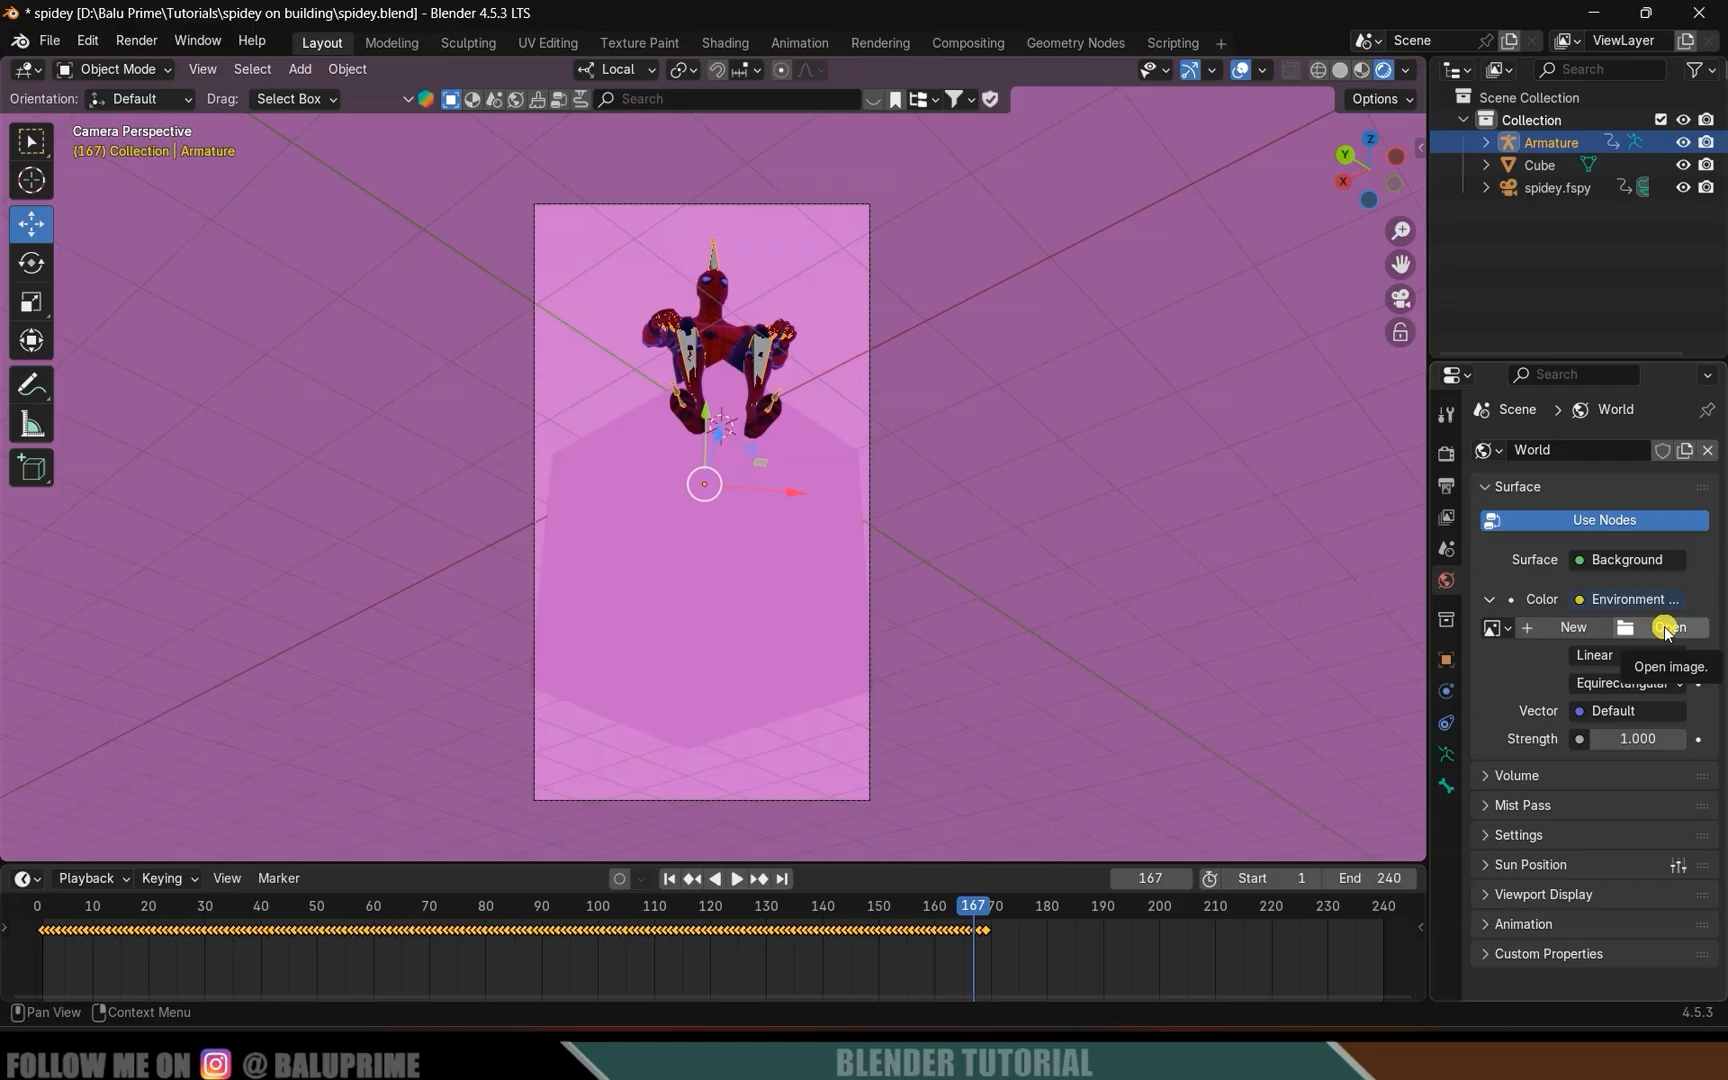 * spidey [D:\Balu Prime\Tutorials\spidey on building\spidey.blend] - Blender 4.5.3 LTS
File Edit Render Window Help Layout Modeling Sculpting UV Editing Texture Paint Shading Animation Rendering Compositing Geometry Nodes Scripting + Scene ViewLayer
Object Mode View Select Add Object Local Search
Orientation: Default Drag: Select Box Search Options
Scene Collection
Collection
Armature
Cube
spidey.fspy
Camera Perspective
(167) Collection | Armature
Z
Y
X
Search
Scene > World
World
Surface
Use Nodes
Surface Background
Color Environment ...
+ New Open
Linear
Open image.
Equirectangular
Vector Default
Strength 1.000
Volume
Mist Pass
Settings
Sun Position
Viewport Display
Animation
Custom Properties
Playback Keying View Marker 167 Start 1 End 240
0 10 20 30 40 50 60 70 80 90 100 110 120 130 140 150 160 167 70 180 190 200 210 220 230 240
Pan View Context Menu 4.5.3
FOLLOW ME ON @ BALUPRIME BLENDER TUTORIAL